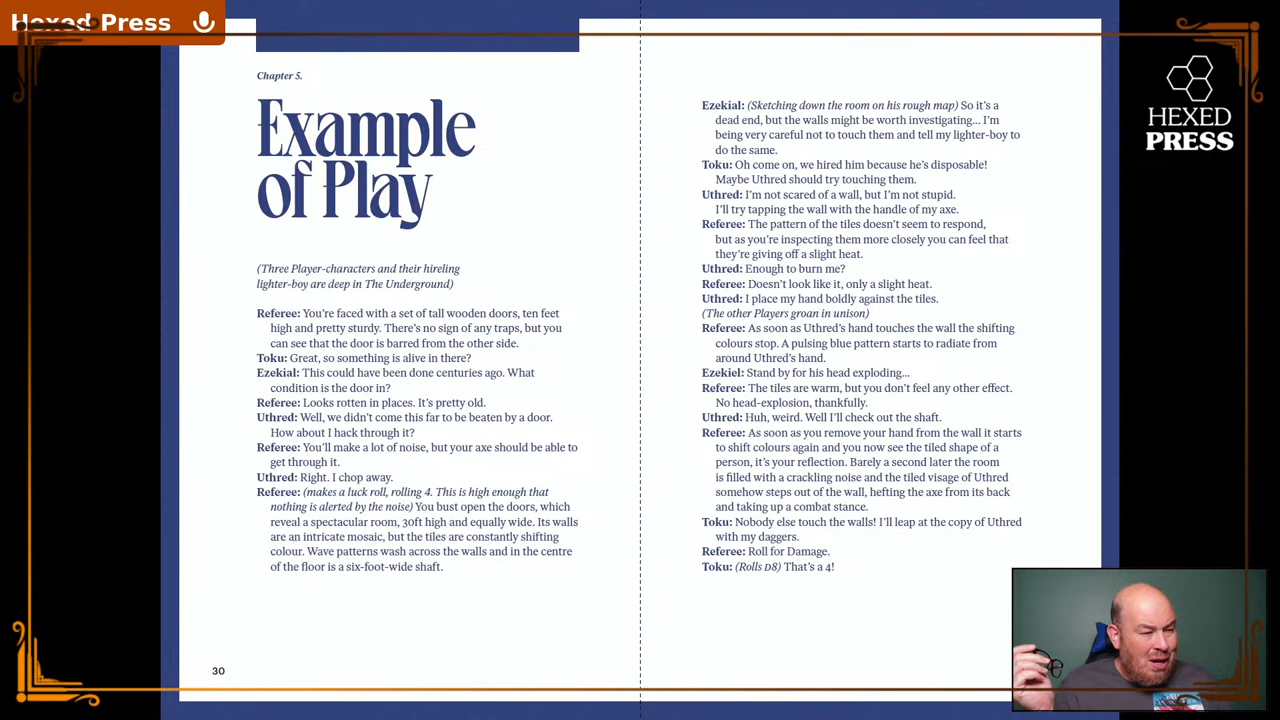 Hexed Press
Chapter 5.
Example
of Play
(Three Player-characters and their hireling
lighter-boy are deep in The Underground)
Referee: You're faced with a set of tall wooden doors, ten feet
high and pretty sturdy. There's no sign of any traps, but you
can see that the door is barred from the other side.
Toku: Great, so something is alive in there?
Ezekial: This could have been done centuries ago. What
condition is the door in?
Referee: Looks rotten in places. It's pretty old.
Uthred: Well, we didn't come this far to be beaten by a door.
How about I hack through it?
Referee: You'll make a lot of noise, but your axe should be able to
get through it.
Uthred: Right. I chop away.
Referee: (makes a luck roll, rolling 4. This is high enough that
nothing is alerted by the noise) You bust open the doors, which
reveal a spectacular room, 30ft high and equally wide. Its walls
are an intricate mosaic, but the tiles are constantly shifting
colour. Wave patterns wash across the walls and in the centre
of the floor is a six-foot-wide shaft.
30
Ezekial: (Sketching down the room on his rough map) So it's a
dead end, but the walls might be worth investigating... I'm
being very careful not to touch them and tell my lighter-boy to
do the same.
Toku: Oh come on, we hired him because he's disposable!
Maybe Uthred should try touching them.
Uthred: I'm not scared of a wall, but I'm not stupid.
I'll try tapping the wall with the handle of my axe.
Referee: The pattern of the tiles doesn't seem to respond,
but as you're inspecting them more closely you can feel that
they're giving off a slight heat.
Uthred: Enough to burn me?
Referee: Doesn't look like it, only a slight heat.
Uthred: I place my hand boldly against the tiles.
(The other Players groan in unison)
Referee: As soon as Uthred's hand touches the wall the shifting
colours stop. A pulsing blue pattern starts to radiate from
around Uthred's hand.
Ezekiel: Stand by for his head exploding...
Referee: The tiles are warm, but you don't feel any other effect.
No head-explosion, thankfully.
Uthred: Huh, weird. Well I'll check out the shaft.
Referee: As soon as you remove your hand from the wall it starts
to shift colours again and you now see the tiled shape of a
person, it's your reflection. Barely a second later the room
is filled with a crackling noise and the tiled visage of Uthred
somehow steps out of the wall, hefting the axe from its back
and taking up a combat stance.
Toku: Nobody else touch the walls! I'll leap at the copy of Uthred
with my daggers.
Referee: Roll for Damage.
Toku: (Rolls D8) That's a 4!
HEXED
PRESS